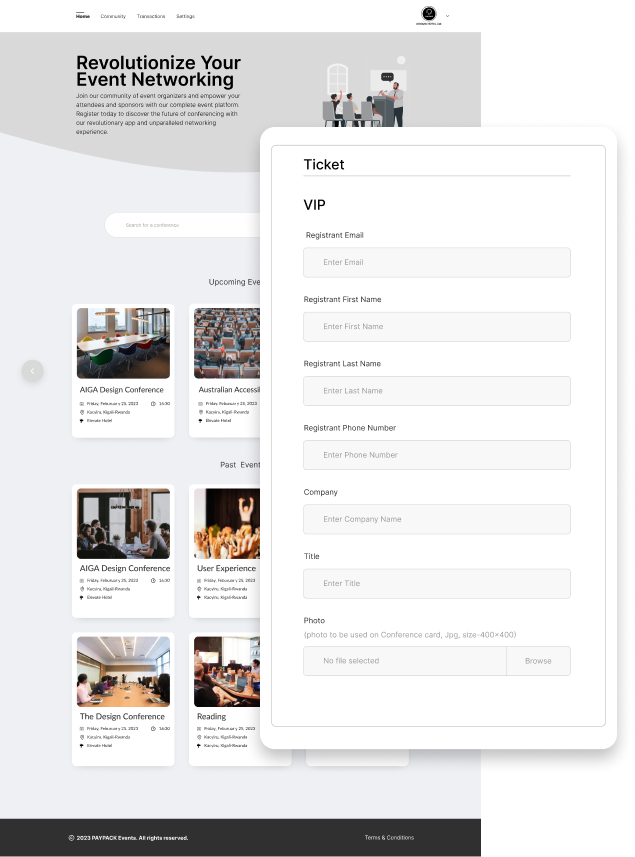 Home
Community
Transactions
Settings
Revolutionize Your
Event Networking
Join our community of event organizers and empower your
attendees and sponsors with our complete event platform.
Register today to discover the future of conferencing with
our revolutionary app and unparalleled networking
experience.
Search for a conference
Upcoming Eve
AIGA Design Conference
Friday, February 25, 2023
16:30
Kacyiru, Kigali-Rwanda
Elevate Hotel
Australian Accessi
Friday, February 25, 2023
Kacyiru, Kigali-Rwanda
Elevate Hotel
Past Event
AIGA Design Conference
Friday, February 25, 2023
16:30
Kacyiru, Kigali-Rwanda
Elevate Hotel
User Experience
Friday, February 25, 2023
Kacyiru, Kigali-Rwanda
Kacyiru, Kigali-Rwanda
The Design Conference
Friday, February 25, 2023
16:30
Kacyiru, Kigali-Rwanda
Elevate Hotel
Reading
Friday, February 25, 2023
Kacyiru, Kigali-Rwanda
Kacyiru, Kigali-Rwanda
Ticket
VIP
Registrant Email
Enter Email
Registrant First Name
Enter First Name
Registrant Last Name
Enter Last Name
Registrant Phone Number
Enter Phone Number
Company
Enter Company Name
Title
Enter Title
Photo
(photo to be used on Conference card, Jpg, size-400x400)
No file selected
Browse
© 2023 PAYPACK Events. All rights reserved.
Terms & Conditions